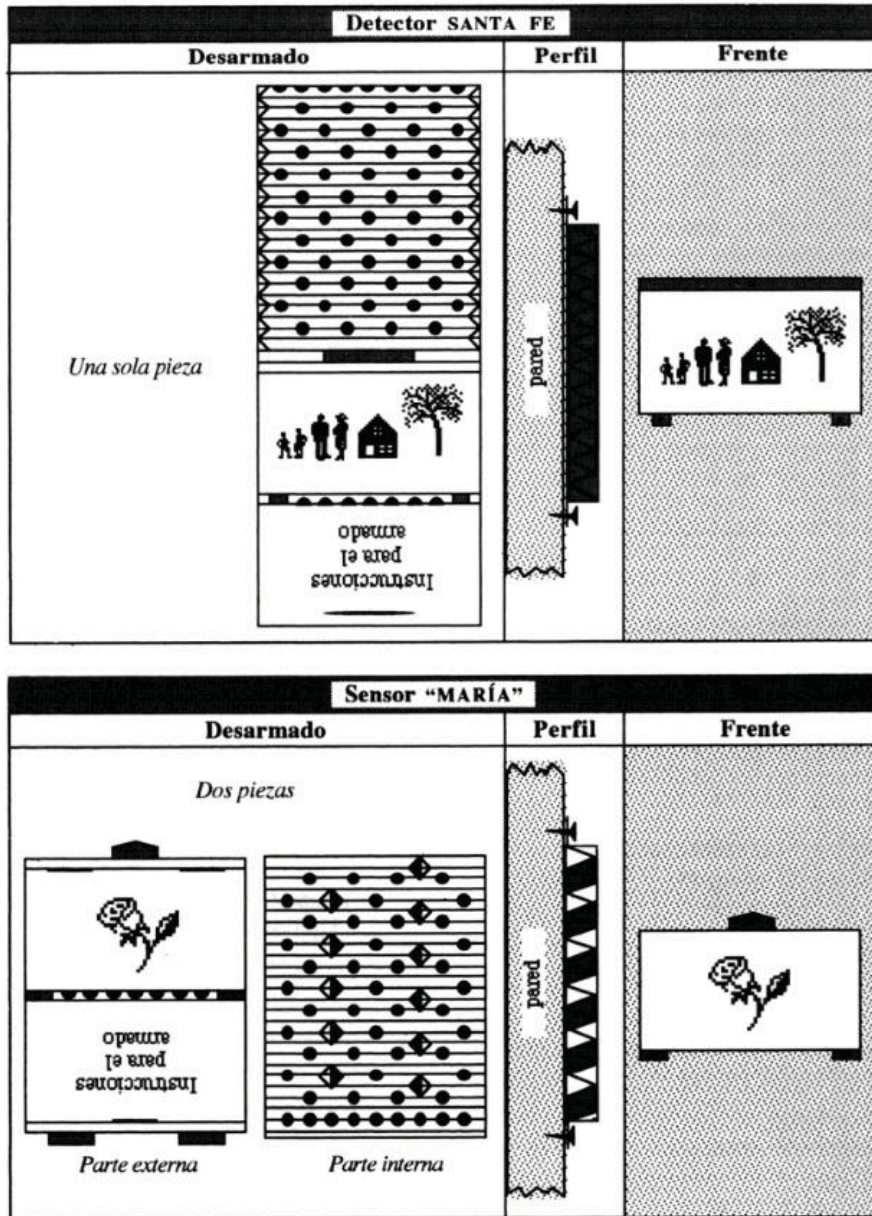 Detector SANTA FE
Desarmado
Perfil
Frente
Una sola pieza
pared
Instrucciones
para el
armado
Sensor “MARÍA”
Desarmado
Perfil
Frente
Dos piezas
pared
Instrucciones
para el
armado
Parte externa
Parte interna